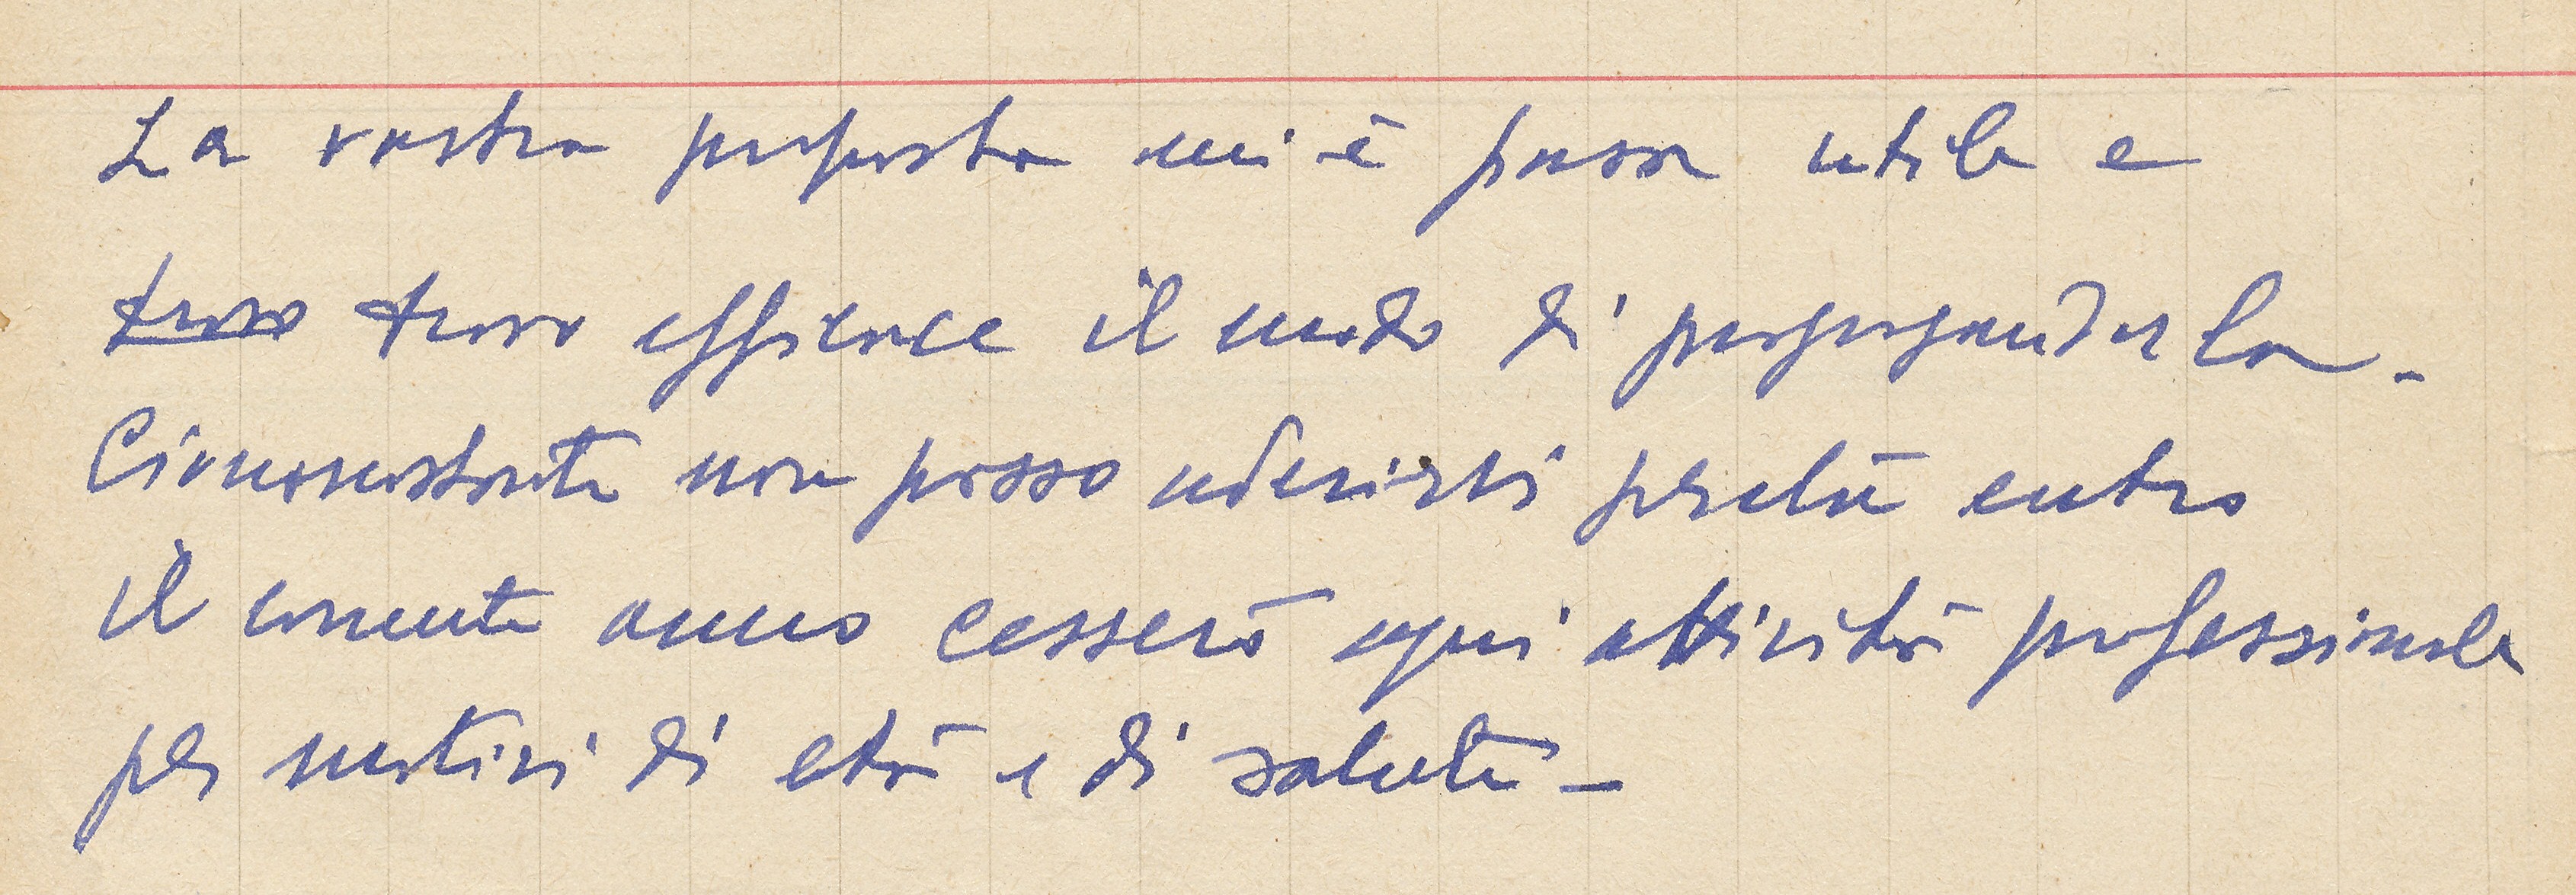 La vostra proposta mi è parsa utile e
trovo trovo efficace il modo di propagandarla.
Ciononostante non posso aderirvi perchè entro
il corrente anno cesserò ogni attività professionale
per motivi di età e di salute -